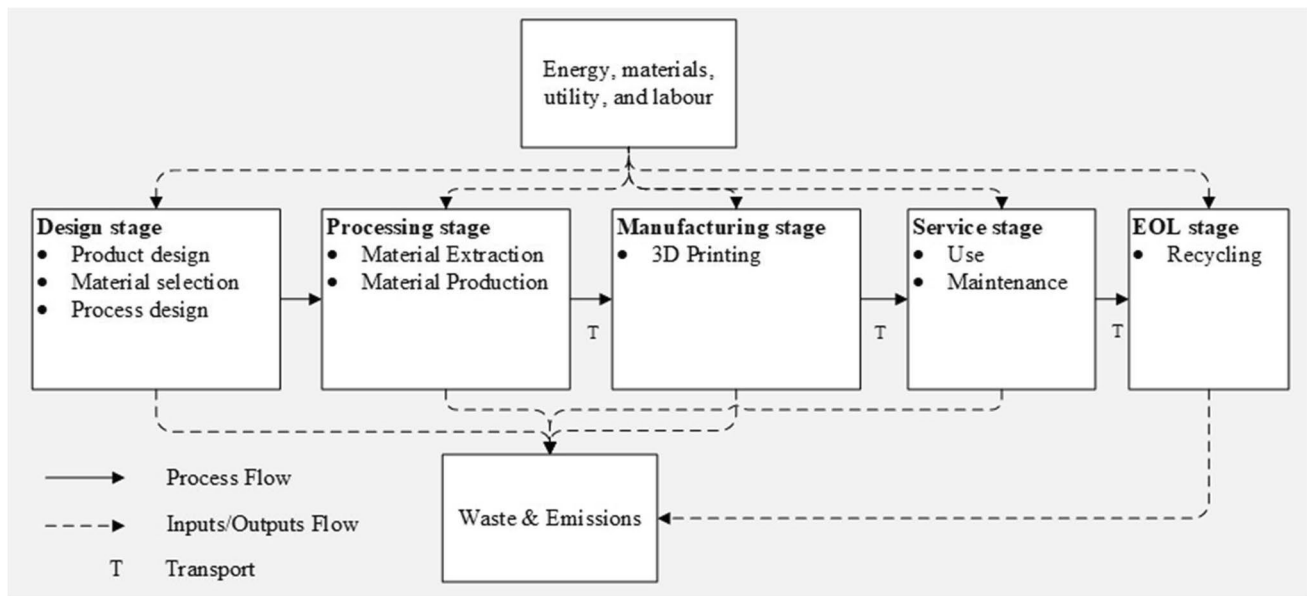 Energy, materials,
utility, and labour
Design stage
• Product design
• Material selection
• Process design
Processing stage
• Material Extraction
• Material Production
Manufacturing stage
• 3D Printing
Service stage
• Use
• Maintenance
EOL stage
• Recycling
T
T
T
Waste & Emissions
Process Flow
Inputs/Outputs Flow
T Transport